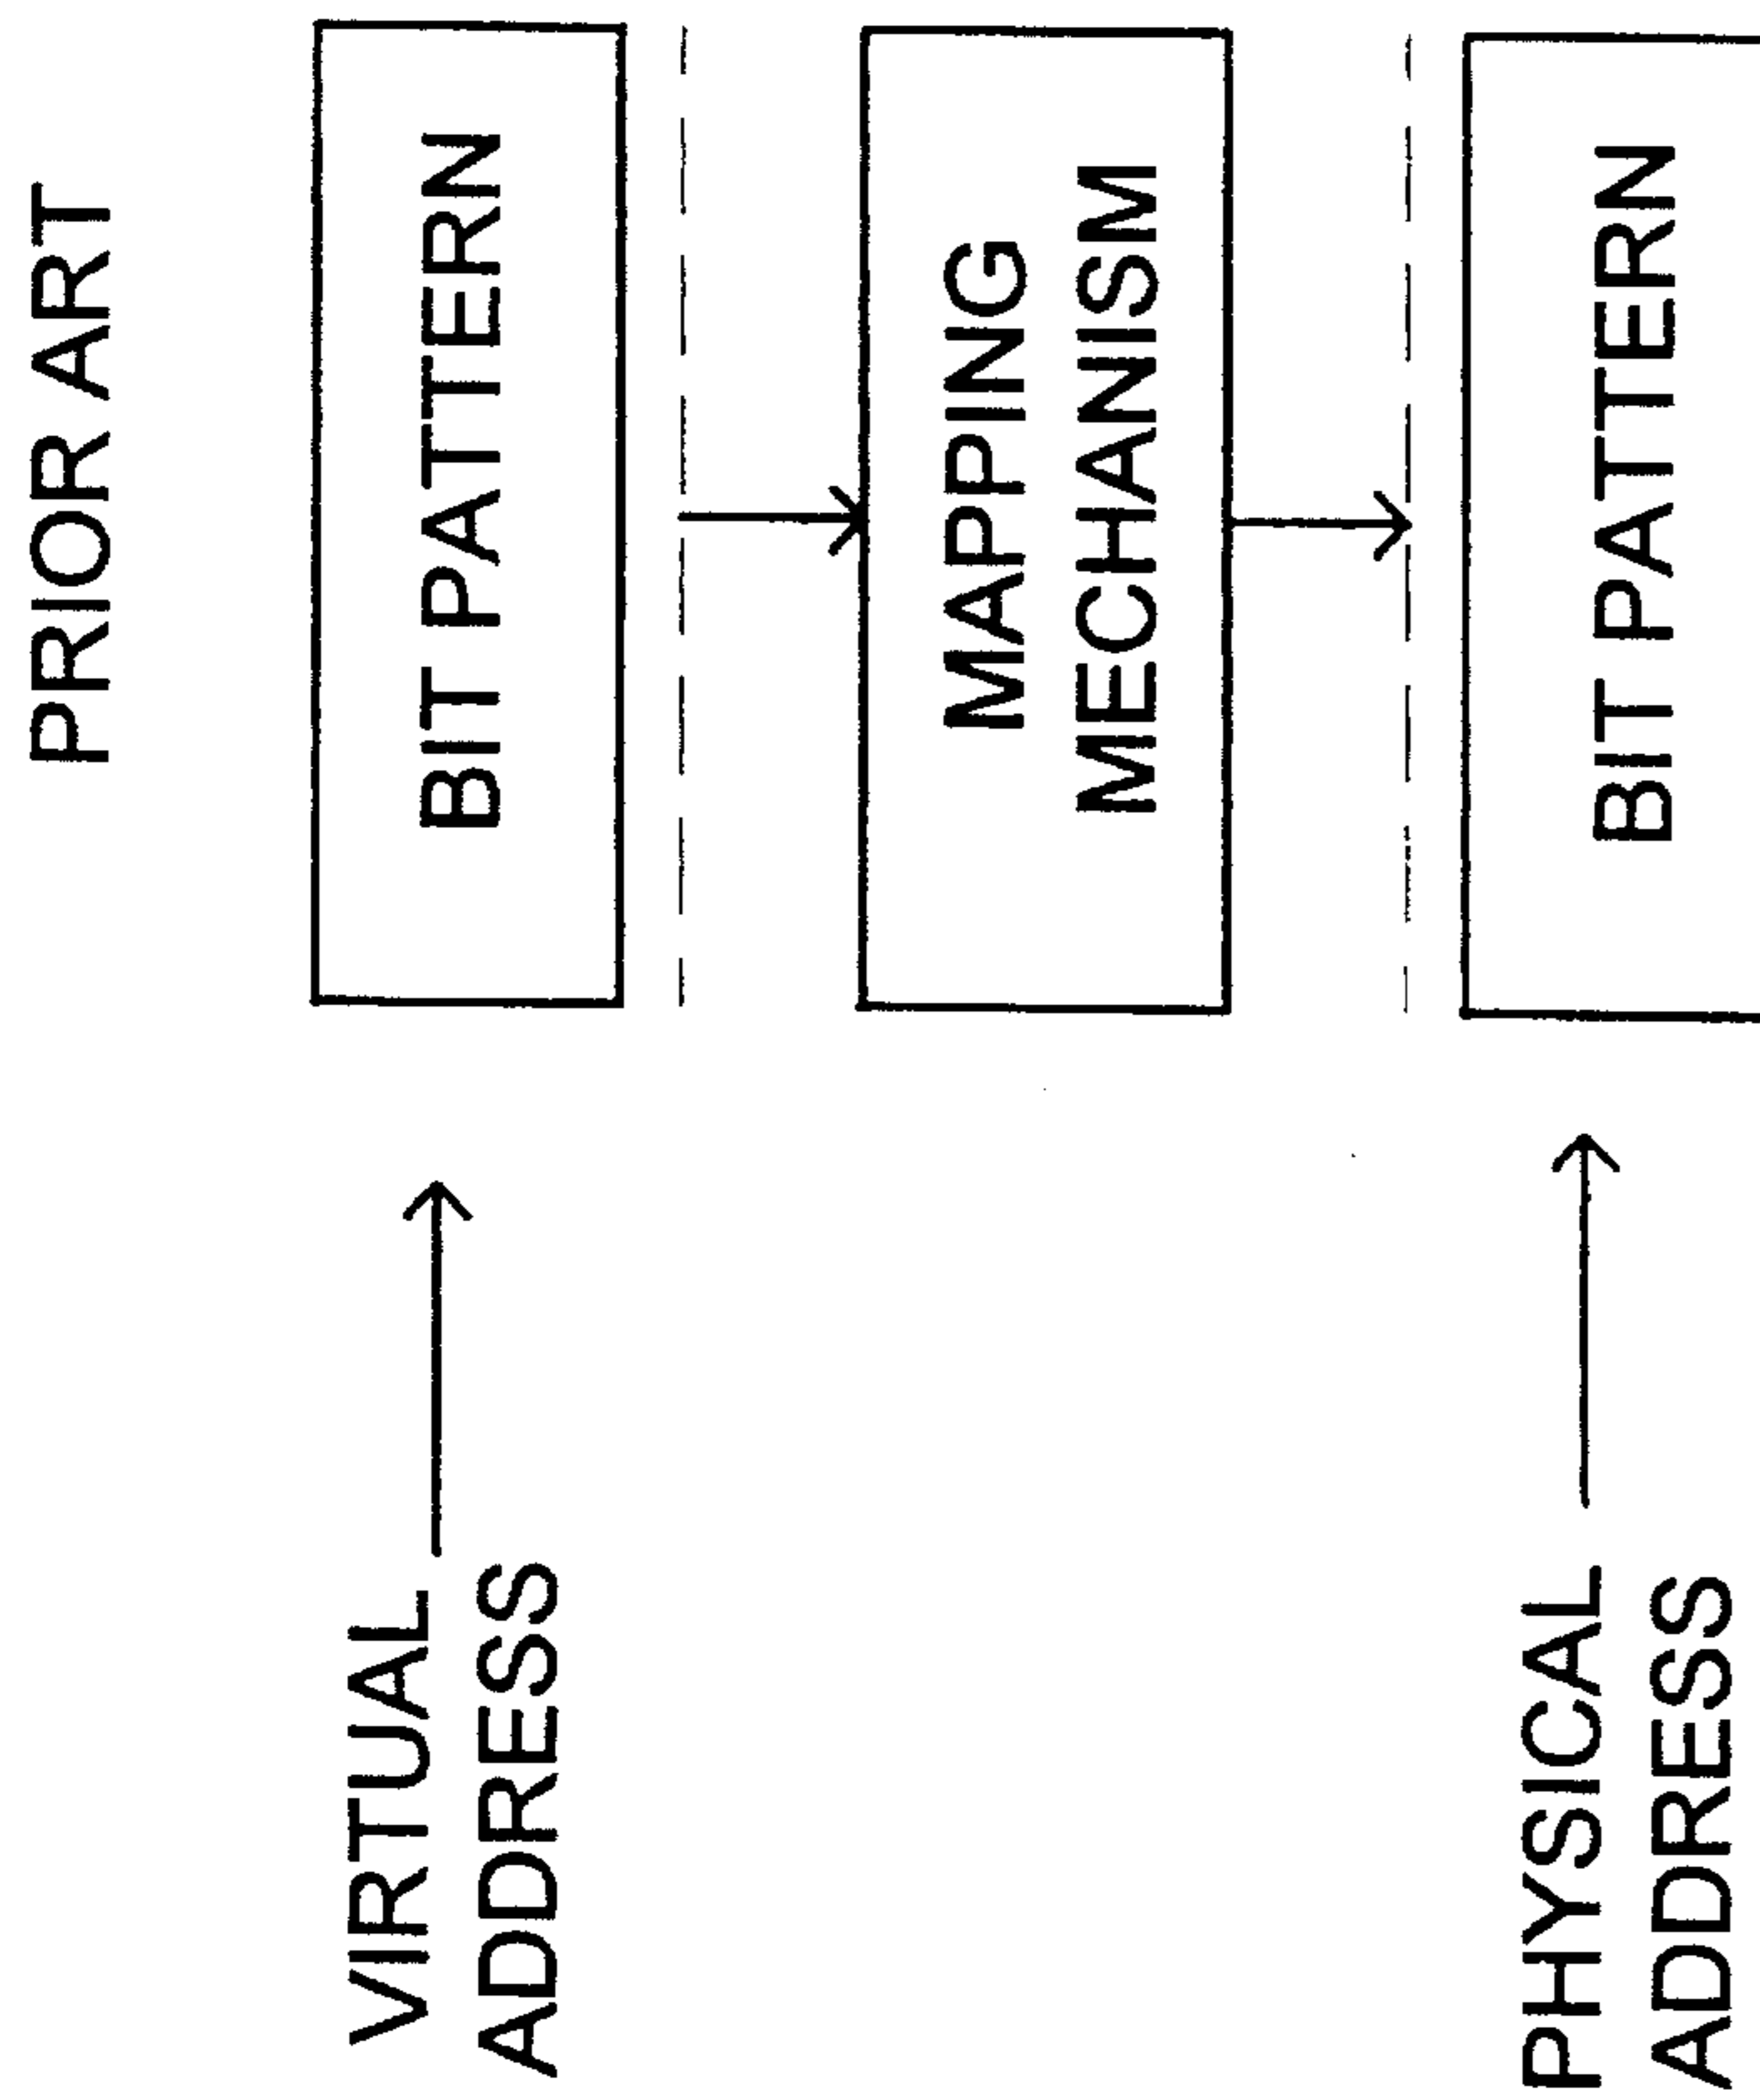 PRIOR ART
VIRTUAL
ADDRESS
BIT PATTERN
MAPPING
MECHANISM
PHYSICAL
ADDRESS
BIT PATTERN